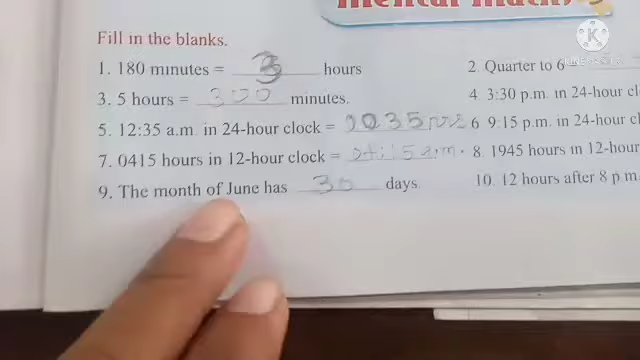 Mental Maths
Fill in the blanks.
1. 180 minutes = 3 hours
2. Quarter to 6
3. 5 hours = 300 minutes.
4. 3:30 p.m. in 24-hour cl
5. 12:35 a.m. in 24-hour clock = 0035 hrs
6 9:15 p.m. in 24-hour c
7. 0415 hours in 12-hour clock = 04:15 a.m.
8. 1945 hours in 12-hour
9. The month of June has 30 days.
10. 12 hours after 8 p m.
KINEMASTER